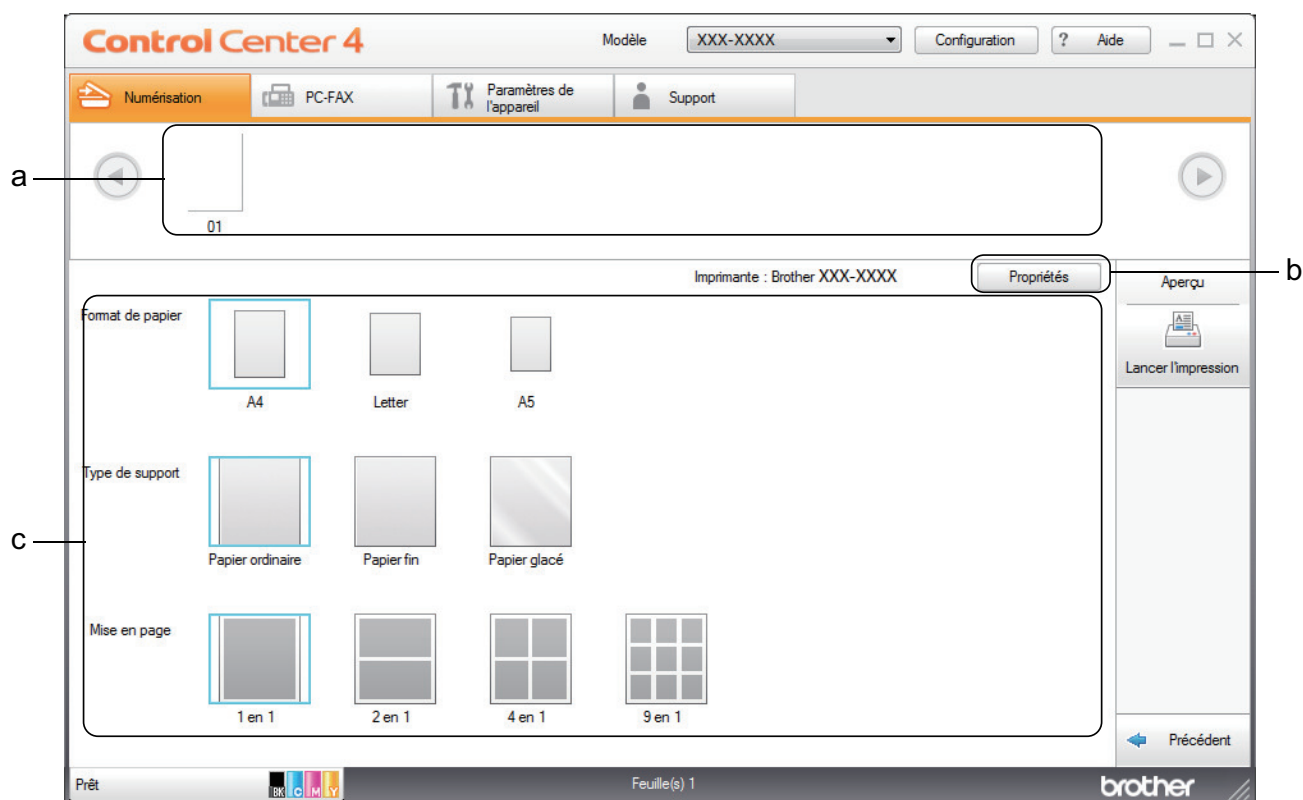 Control Center 4
Modèle XXX-XXXX Configuration ? Aide
Numérisation PC-FAX Paramètres de l'appareil Support
a
01
Imprimante : Brother XXX-XXXX Propriétés
b
Aperçu
Lancer l'impression
Format de papier
A4 Letter A5
Type de support
c
Papier ordinaire Papier fin Papier glacé
Mise en page
1 en 1 2 en 1 4 en 1 9 en 1
Précédent
Prêt BK C M Y Feuille(s) 1 brother